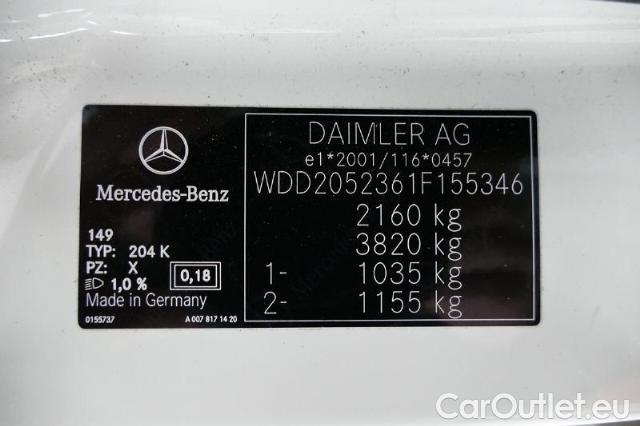 Mercedes-Benz
149
TYP: 204 K
PZ: X
1,0 %
0,18
Made in Germany
0155737
A 007 817 14 20
DAIMLER AG
e1*2001/116*0457
WDD2052361F155346
2160 kg
3820 kg
1- 1035 kg
2- 1155 kg
CarOutlet.eu